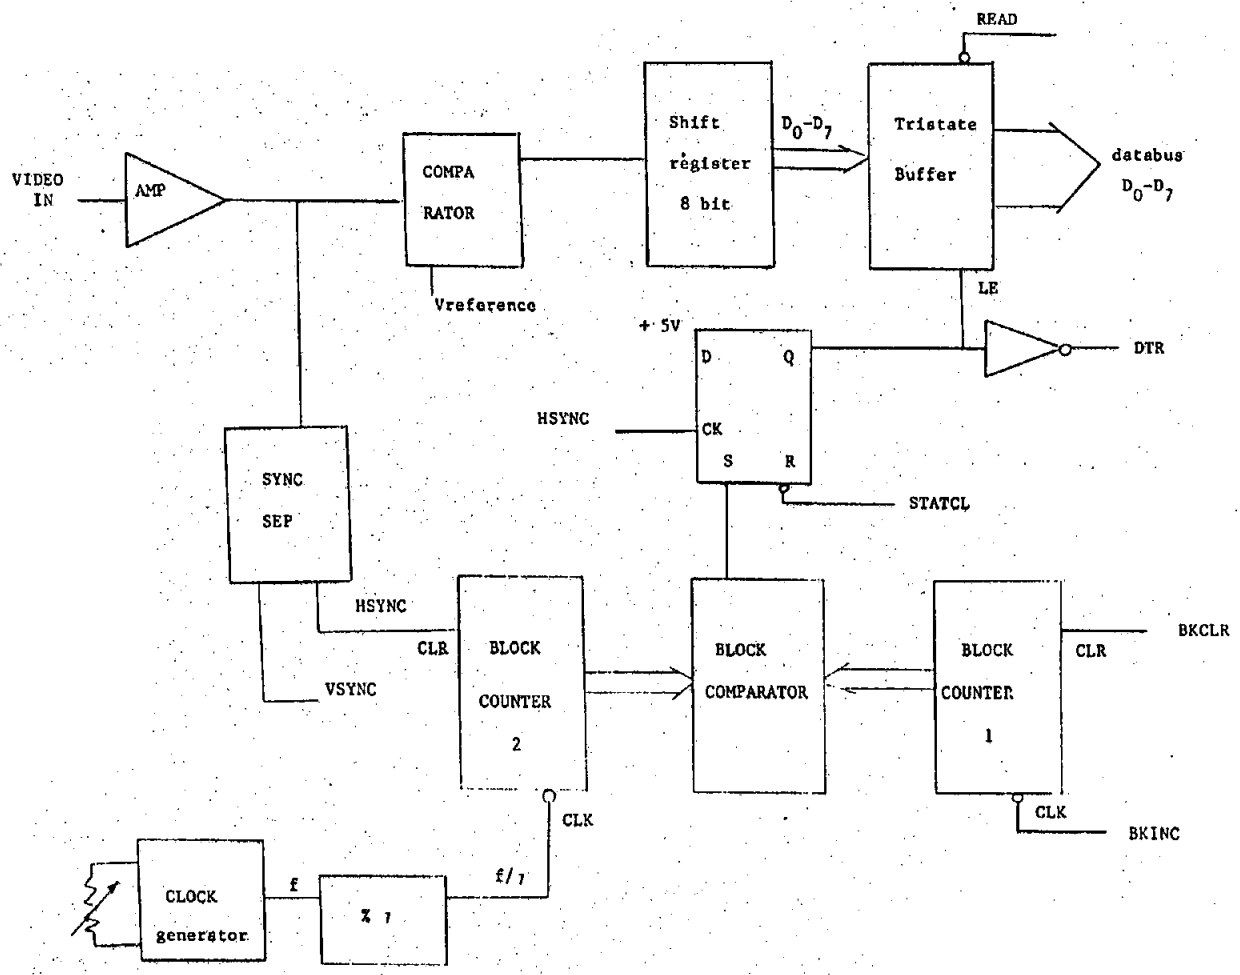 READ
Shift
register
8 bit
D0-D7
Tristate
Buffer
databus
D0-D7
VIDEO
IN
AMP
COMPA
RATOR
Vreference
LE
+ 5V
D
Q
DTR
HSYNC
CK
S
R
STATCL
SYNC
SEP
HSYNC
CLR
VSYNC
BLOCK
COUNTER
2
BLOCK
COMPARATOR
BLOCK
COUNTER
1
CLR
BKCLR
CLK
CLK
BKINC
CLOCK
generator
f
% 7
f/7